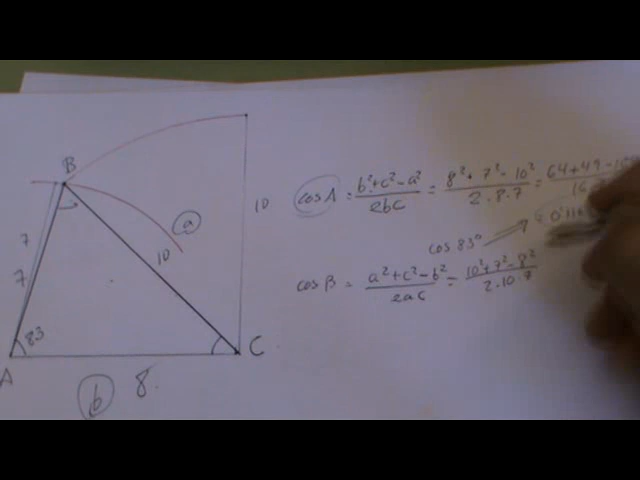 B
7
7
a
10
10
83
A
C
b
8
cos A = b²+c²-a² / 2bc = 8²+7²-10² / 2·8·7 = 64+49-10
cos 83°
cos B = a²+c²-b² / 2ac = 10²+7²-8² / 2·10·7